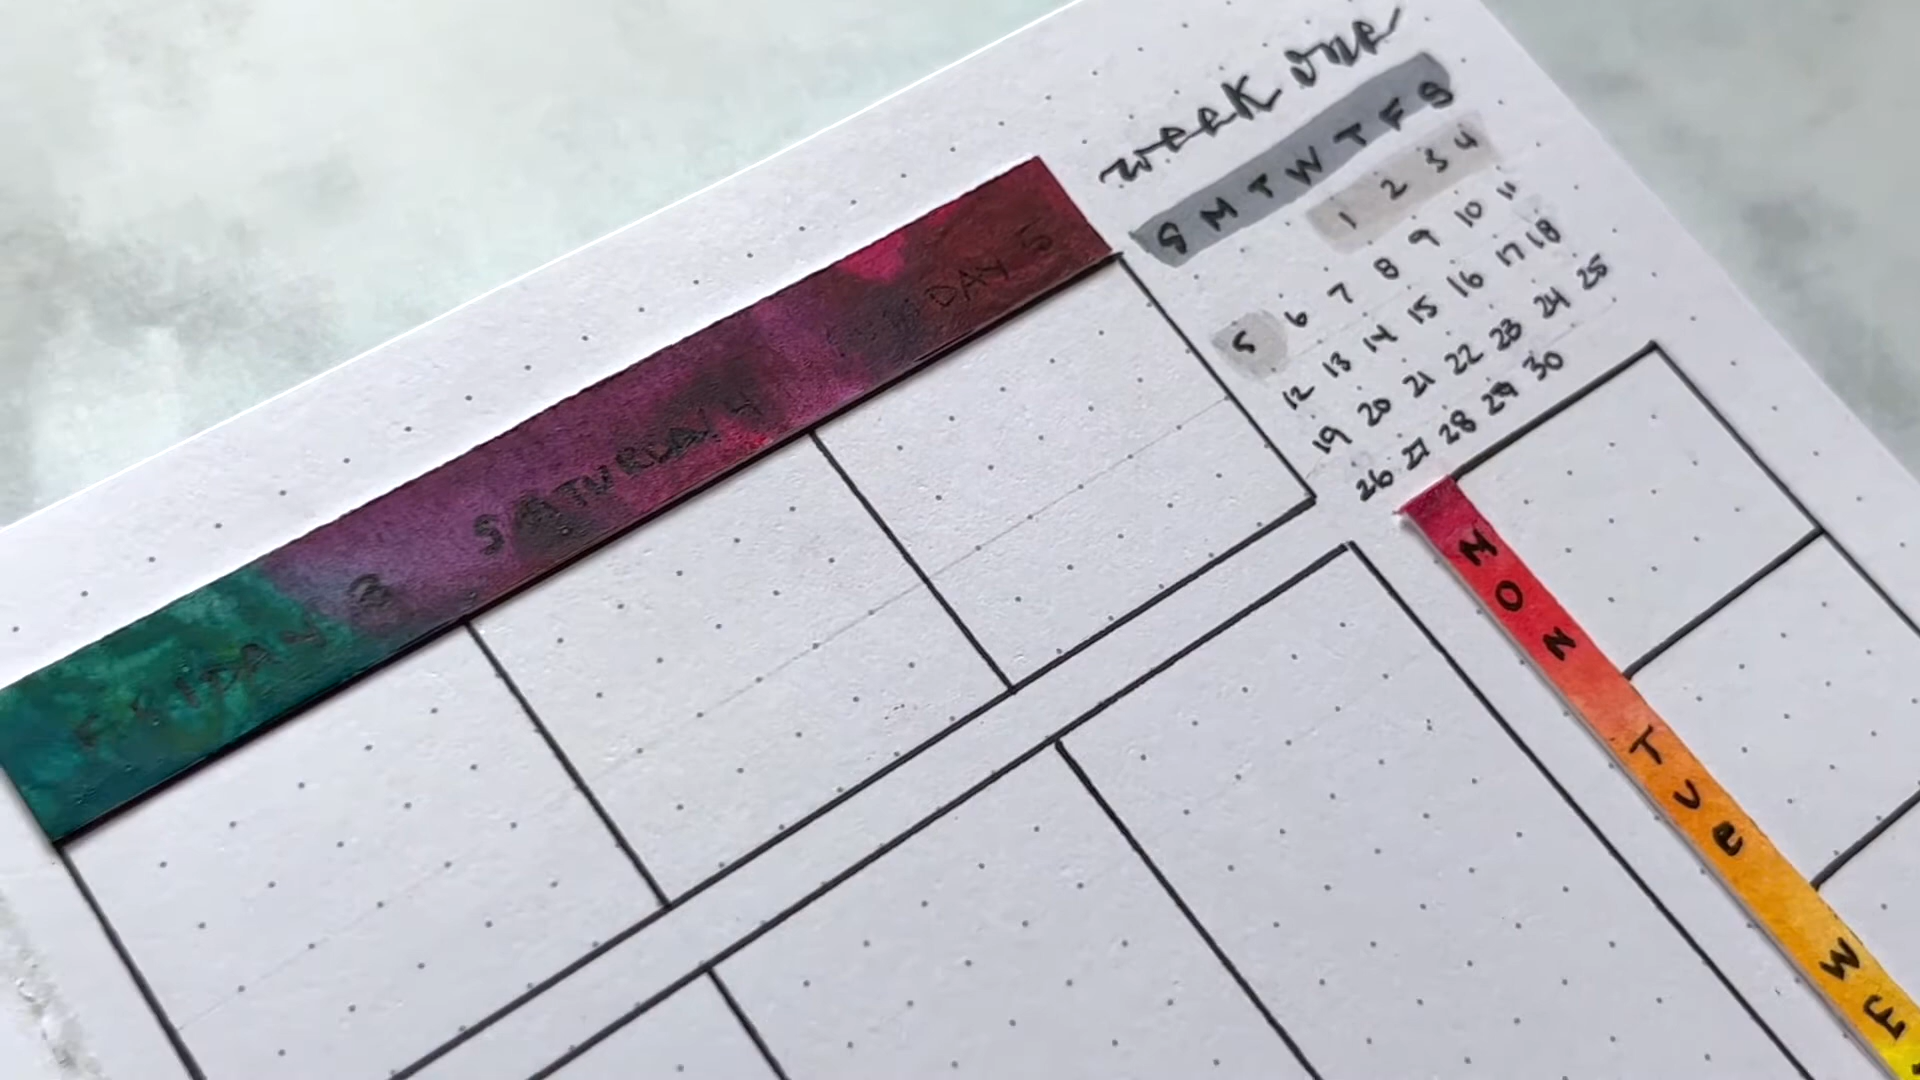 week one
S M T W T F S
1 2 3 4
5 6 7 8 9 10 11
12 13 14 15 16 17 18
19 20 21 22 23 24 25
26 27 28 29 30
FRIDAY 3
SATURDAY 4
SUNDAY 5
MON
TUE
WE